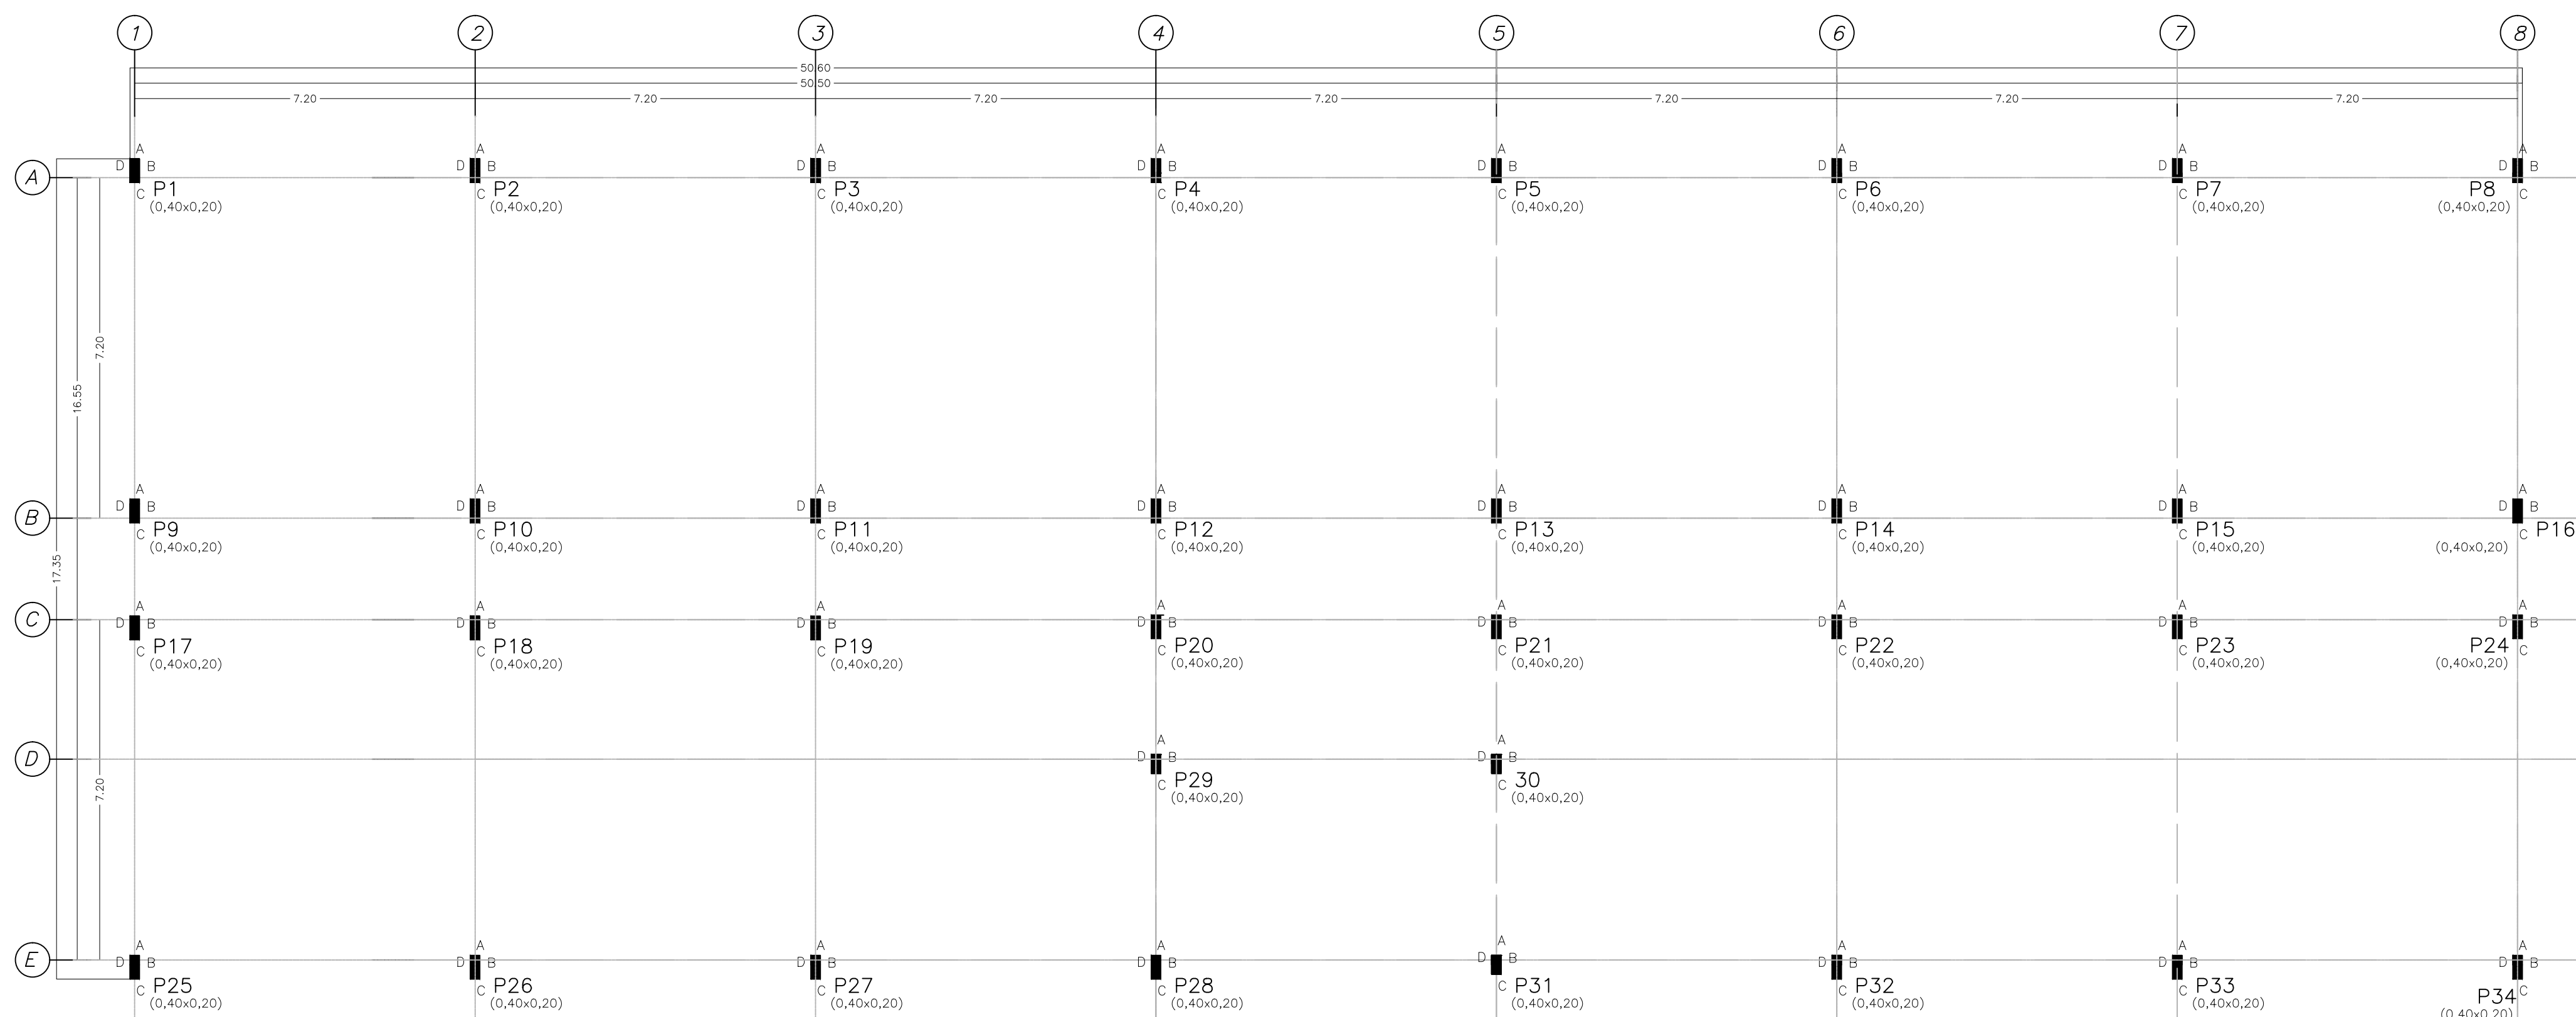 1 2 3 4 5 6 7 8
50.60
50.50
7.20 7.20 7.20 7.20 7.20 7.20 7.20
A A A A A A A A
D B D B D B D B D B D B D B D B
A
C P1 C P2 C P3 C P4 C P5 C P6 C P7 P8 C
(0,40x0,20) (0,40x0,20) (0,40x0,20) (0,40x0,20) (0,40x0,20) (0,40x0,20) (0,40x0,20) (0,40x0,20)
7.20
16.55
A A A A A A A A
D B D B D B D B D B D B D B D B
B
C P9 C P10 C P11 C P12 C P13 C P14 C P15 C P16
(0,40x0,20) (0,40x0,20) (0,40x0,20) (0,40x0,20) (0,40x0,20) (0,40x0,20) (0,40x0,20) (0,40x0,20)
17.35
A A A A A A A A
C
D B D B D B D B D B D B D B D B
C P17 C P18 C P19 C P20 C P21 C P22 C P23 P24 C
(0,40x0,20) (0,40x0,20) (0,40x0,20) (0,40x0,20) (0,40x0,20) (0,40x0,20) (0,40x0,20) (0,40x0,20)
A A
D
D B D B
C P29 C 30
(0,40x0,20) (0,40x0,20)
7.20
A A A A A A A A
E
D B D B D B D B D B D B D B D B
C P25 C P26 C P27 C P28 C P31 C P32 C P33 P34 C
(0,40x0,20) (0,40x0,20) (0,40x0,20) (0,40x0,20) (0,40x0,20) (0,40x0,20) (0,40x0,20) (0,40x0,20)